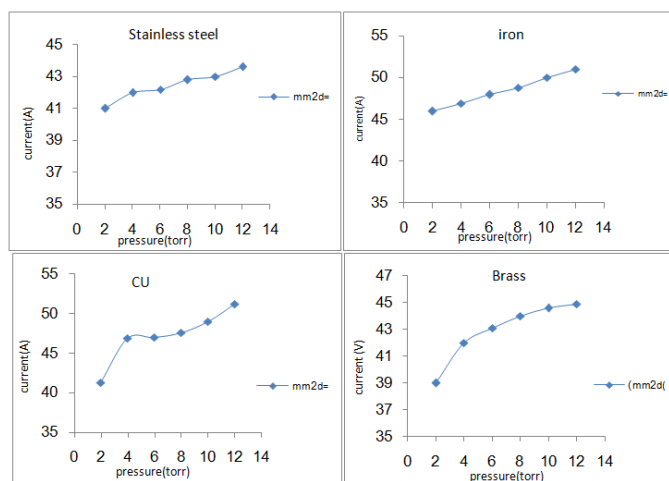 Stainless steel
45
43
41
39
37
35
current(A)
0 2 4 6 8 10 12 14
pressure(torr)
mm2d=
iron
55
50
45
40
35
current(A)
0 2 4 6 8 10 12 14
pressure(torr)
mm2d=
CU
55
50
45
40
35
current(A)
0 2 4 6 8 10 12 14
pressure(torr)
mm2d=
Brass
47
45
43
41
39
37
35
current (V)
0 2 4 6 8 10 12 14
pressure(torr)
(mm2d(